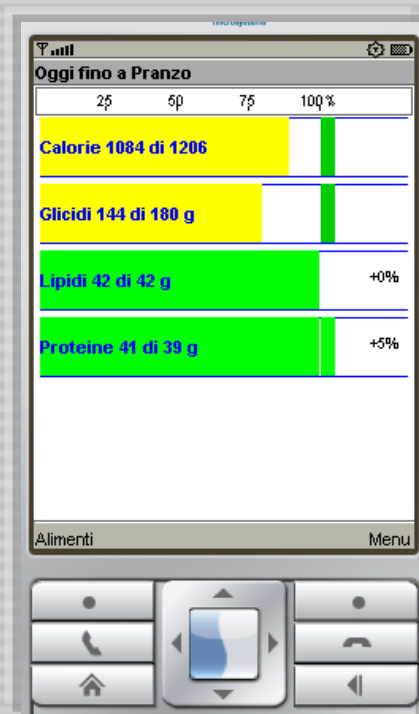 Oggi fino a Pranzo
25 50 75 100 %
Calorie 1084 di 1206
Glicidi 144 di 180 g
Lipidi 42 di 42 g +0%
Proteine 41 di 39 g +5%
Alimenti Menu